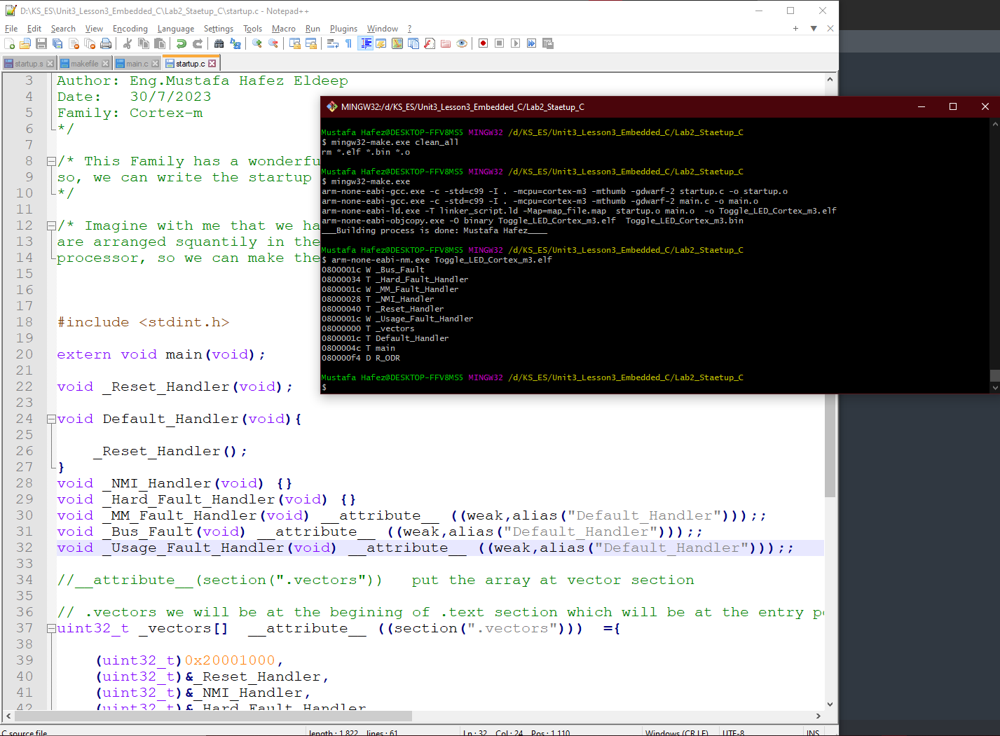 D:\KS_ES\Unit3_Lesson3_Embedded_C\Lab2_Staetup_C\startup.c - Notepad++
File Edit Search View Encoding Language Settings Tools Macro Run Plugins Window ?
startup.s makefile main.c startup.c
3 Author: Eng.Mustafa Hafez Eldeep
4 Date: 30/7/2023
5 Family: Cortex-m
6 */
7
8 /* This Family has a wonderfu
9 so, we can write the startup
10 */
11
12 /* Imagine with me that we ha
13 are arranged squantily in the
14 processor, so we can make the
15
16
17
18 #include <stdint.h>
19
20 extern void main(void);
21
22 void _Reset_Handler(void);
23
24 void Default_Handler(void){
25
26 _Reset_Handler();
27 }
28 void _NMI_Handler(void) {}
29 void _Hard_Fault_Handler(void) {}
30 void _MM_Fault_Handler(void) __attribute__ ((weak,alias("Default_Handler")));;
31 void _Bus_Fault(void) __attribute__ ((weak,alias("Default_Handler")));;
32 void _Usage_Fault_Handler(void) __attribute__ ((weak,alias("Default_Handler")));;
33
34 //__attribute__(section(".vectors")) put the array at vector section
35
36 // .vectors we will be at the begining of .text section which will be at the entry p
37 uint32_t _vectors[] __attribute__ ((section(".vectors"))) ={
38
39 (uint32_t)0x20001000,
40 (uint32_t)&_Reset_Handler,
41 (uint32_t)&_NMI_Handler,
42 (uint32_t)&_Hard_Fault_Handler
C source file length : 1,822 lines : 61 Ln : 32 Col : 24 Pos : 1,110 Windows (CR LF) UTF-8 INS
MINGW32:/d/KS_ES/Unit3_Lesson3_Embedded_C/Lab2_Staetup_C
Mustafa Hafez@DESKTOP-FFV8MS5 MINGW32 /d/KS_ES/Unit3_Lesson3_Embedded_C/Lab2_Staetup_C
$ mingw32-make.exe clean_all
rm *.elf *.bin *.o
Mustafa Hafez@DESKTOP-FFV8MS5 MINGW32 /d/KS_ES/Unit3_Lesson3_Embedded_C/Lab2_Staetup_C
$ mingw32-make.exe
arm-none-eabi-gcc.exe -c -std=c99 -I . -mcpu=cortex-m3 -mthumb -gdwarf-2 startup.c -o startup.o
arm-none-eabi-gcc.exe -c -std=c99 -I . -mcpu=cortex-m3 -mthumb -gdwarf-2 main.c -o main.o
arm-none-eabi-ld.exe -T linker_script.ld -Map=map_file.map startup.o main.o -o Toggle_LED_Cortex_m3.elf
arm-none-eabi-objcopy.exe -O binary Toggle_LED_Cortex_m3.elf Toggle_LED_Cortex_m3.bin
___Building process is done: Mustafa Hafez____
Mustafa Hafez@DESKTOP-FFV8MS5 MINGW32 /d/KS_ES/Unit3_Lesson3_Embedded_C/Lab2_Staetup_C
$ arm-none-eabi-nm.exe Toggle_LED_Cortex_m3.elf
0800001c W _Bus_Fault
08000034 T _Hard_Fault_Handler
0800001c W _MM_Fault_Handler
08000028 T _NMI_Handler
08000040 T _Reset_Handler
0800001c W _Usage_Fault_Handler
08000000 T _vectors
0800001c T Default_Handler
0800004c T main
080000f4 D R_ODR
Mustafa Hafez@DESKTOP-FFV8MS5 MINGW32 /d/KS_ES/Unit3_Lesson3_Embedded_C/Lab2_Staetup_C
$